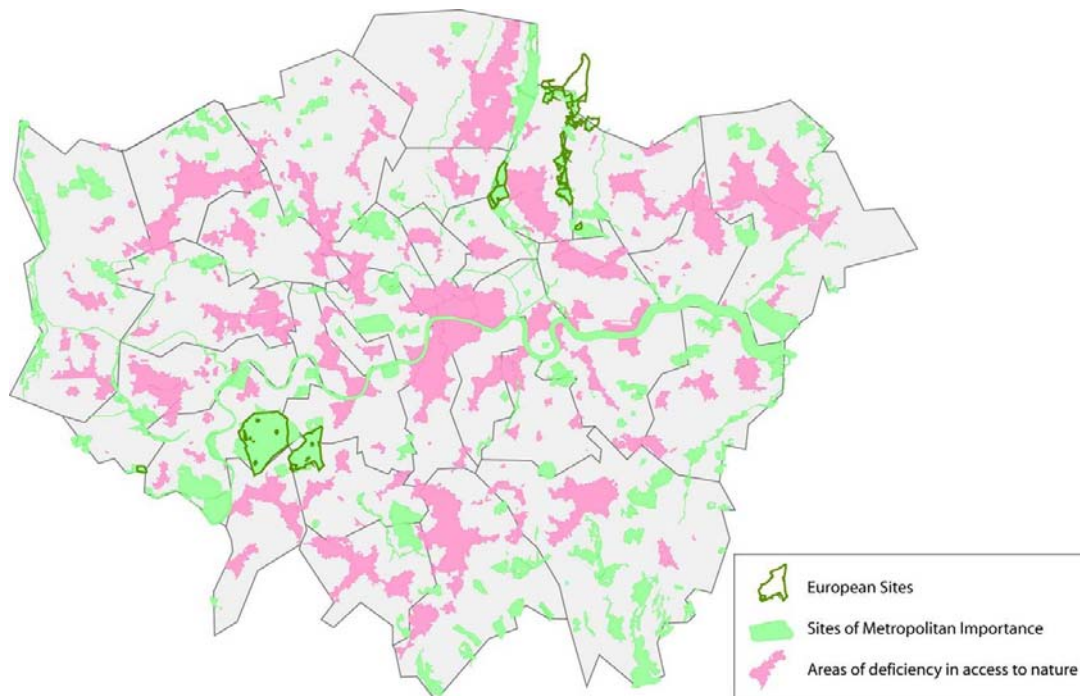 European Sites
Sites of Metropolitan Importance
Areas of deficiency in access to nature